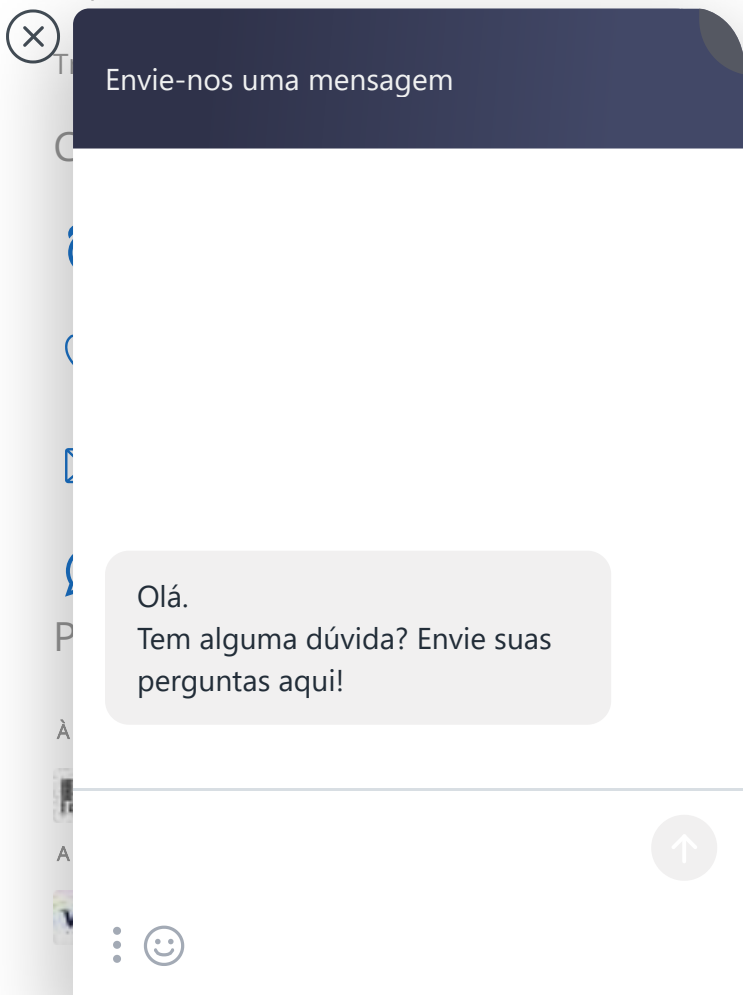 Envie-nos uma mensagem
Olá.
Tem alguma dúvida? Envie suas
perguntas aqui!
À
A